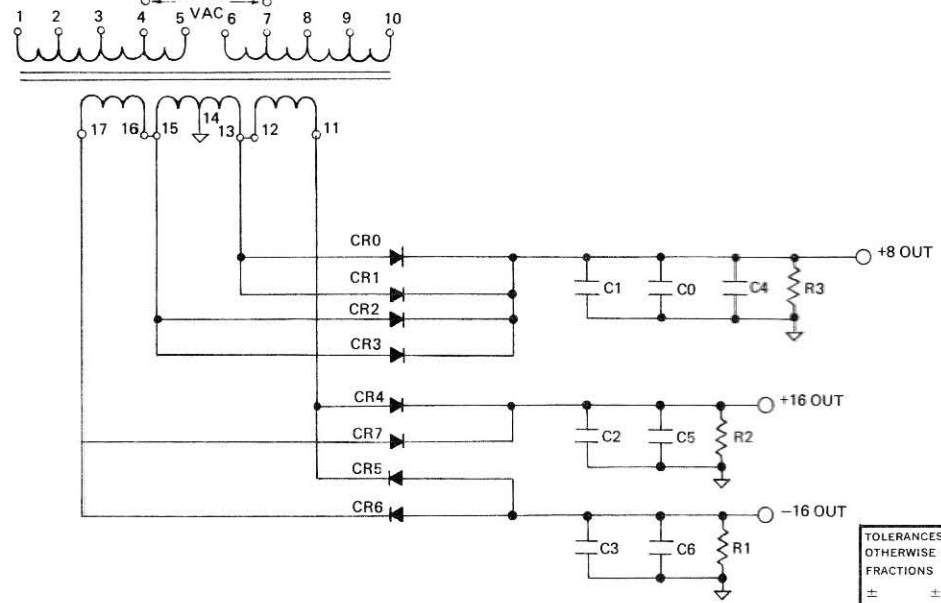 VAC
1 2 3 4 5 6 7 8 9 10
17 16 15 14 13 12 11
CR0
+8 OUT
CR1
C1 C0 C4 R3
CR2
CR3
CR4
+16 OUT
CR7
C2 C5 R2
CR5
CR6
-16 OUT
C3 C6 R1
TOLERANCES
OTHERWISE
FRACTIONS
± ±